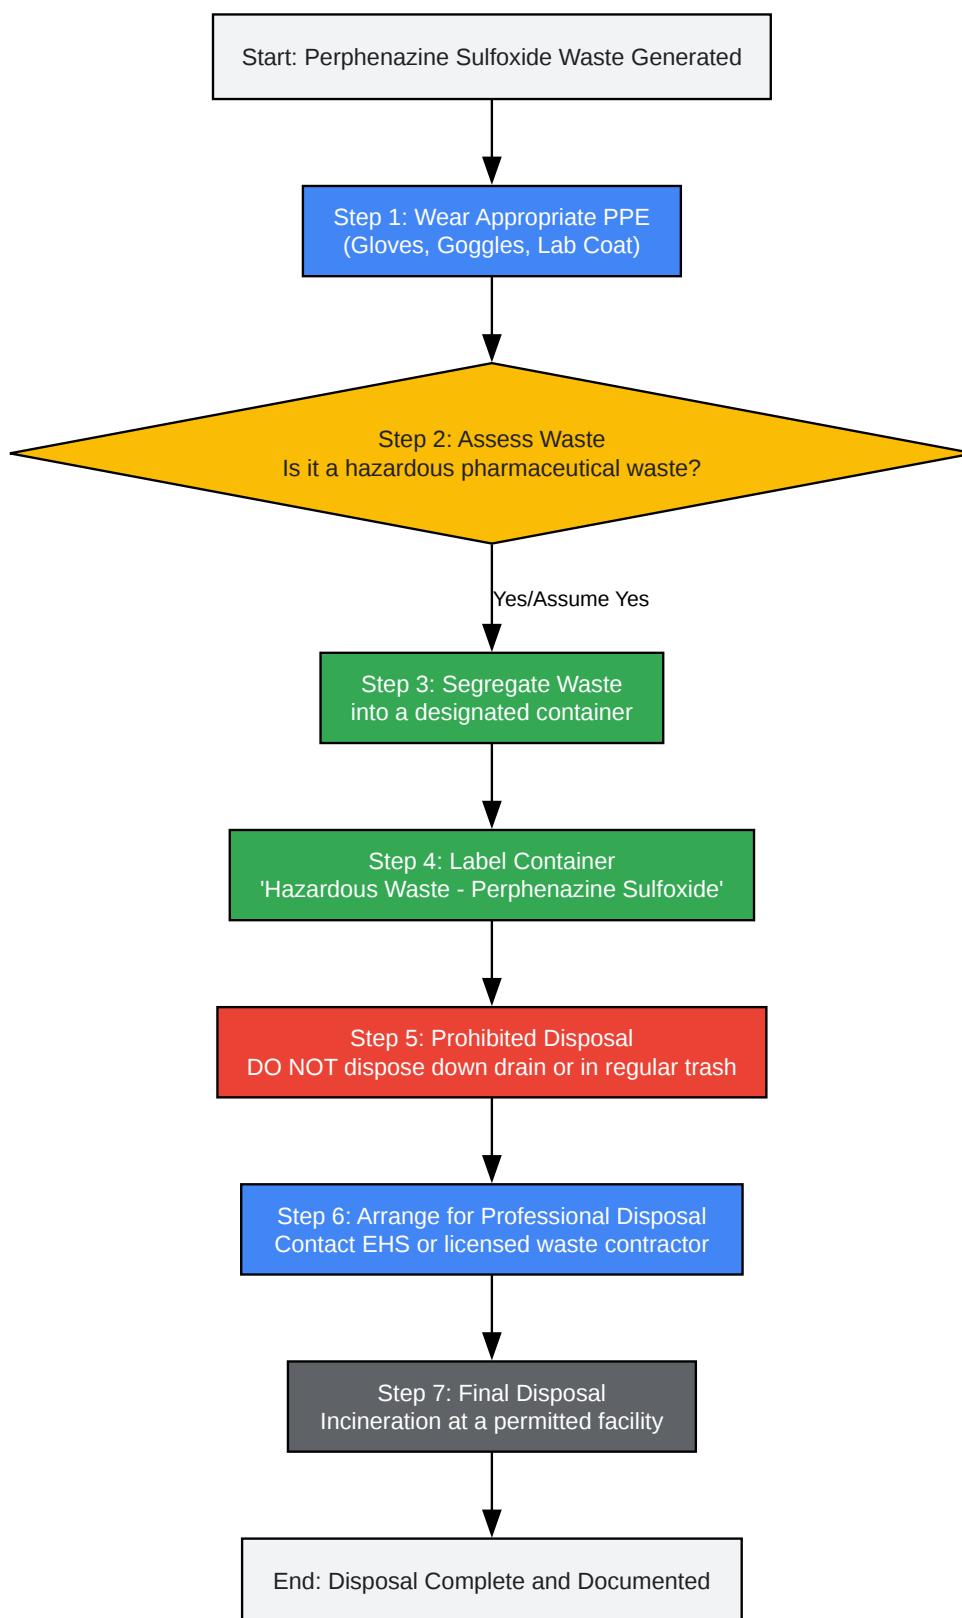 Start: Perphenazine Sulfoxide Waste Generated
Step 1: Wear Appropriate PPE
(Gloves, Goggles, Lab Coat)
Step 2: Assess Waste
Is it a hazardous pharmaceutical waste?
Yes/Assume Yes
Step 3: Segregate Waste
into a designated container
Step 4: Label Container
'Hazardous Waste - Perphenazine Sulfoxide'
Step 5: Prohibited Disposal
DO NOT dispose down drain or in regular trash
Step 6: Arrange for Professional Disposal
Contact EHS or licensed waste contractor
Step 7: Final Disposal
Incineration at a permitted facility
End: Disposal Complete and Documented